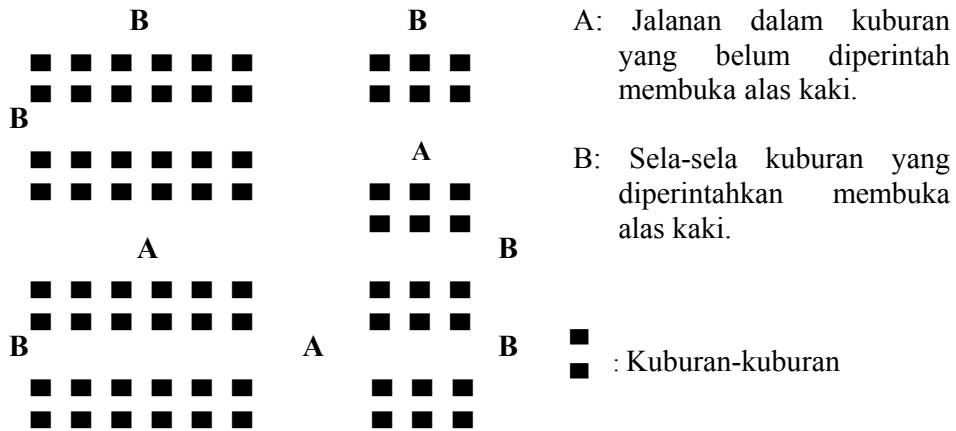 B
B
B
A
A
B
B
A
B
A: Jalanan dalam kuburan
yang belum diperintah
membuka alas kaki.
B: Sela-sela kuburan yang
diperintahkan membuka
alas kaki.
: Kuburan-kuburan